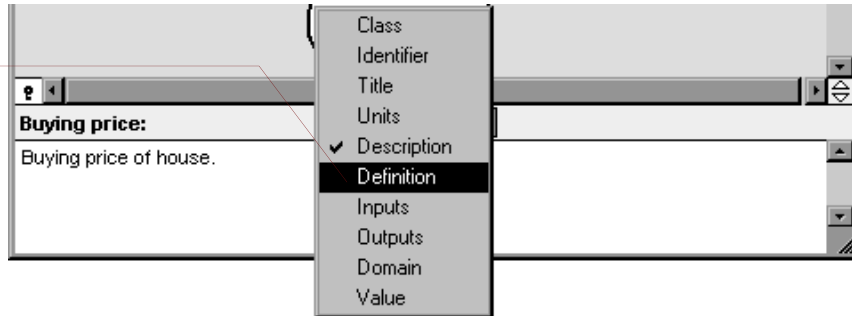 Class
Identifier
Title
Units
Buying price:
Description
Buying price of house.
Definition
Inputs
Outputs
Domain
Value